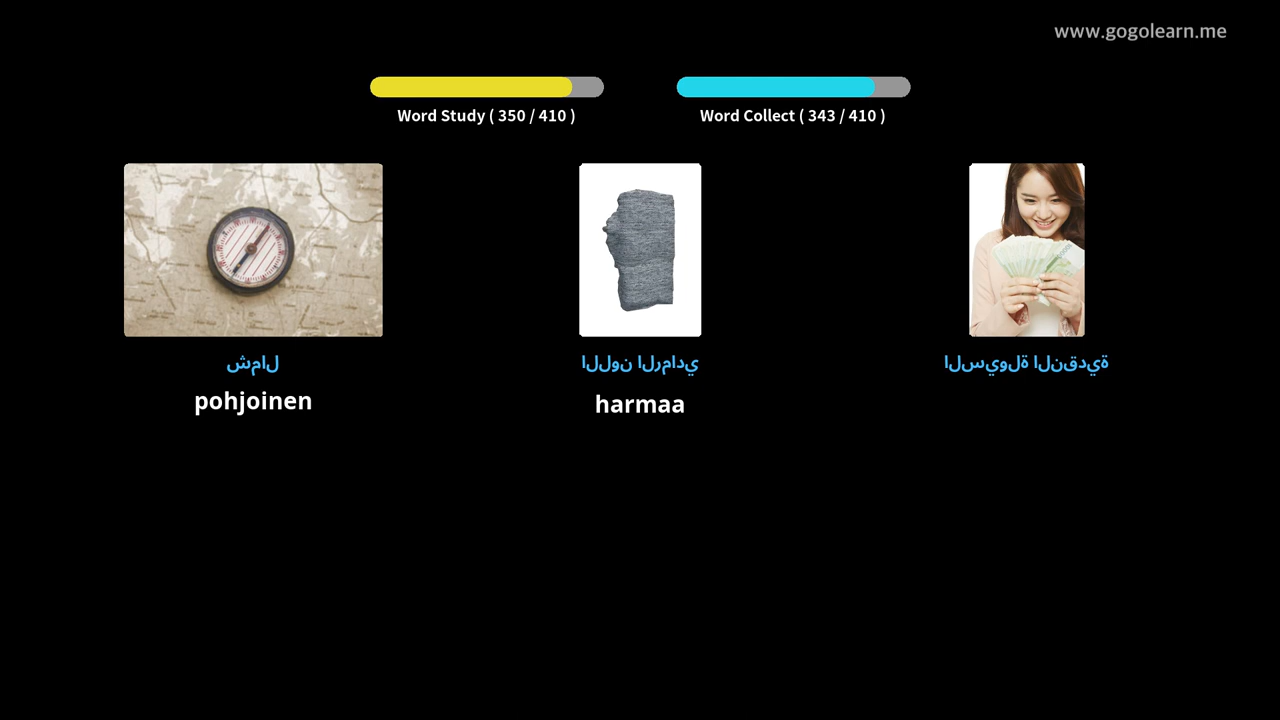 www.gogolearn.me
Word Study ( 350 / 410 )
Word Collect ( 343 / 410 )
شمال
اللون الرمادي
السيولة النقدية
pohjoinen
harmaa